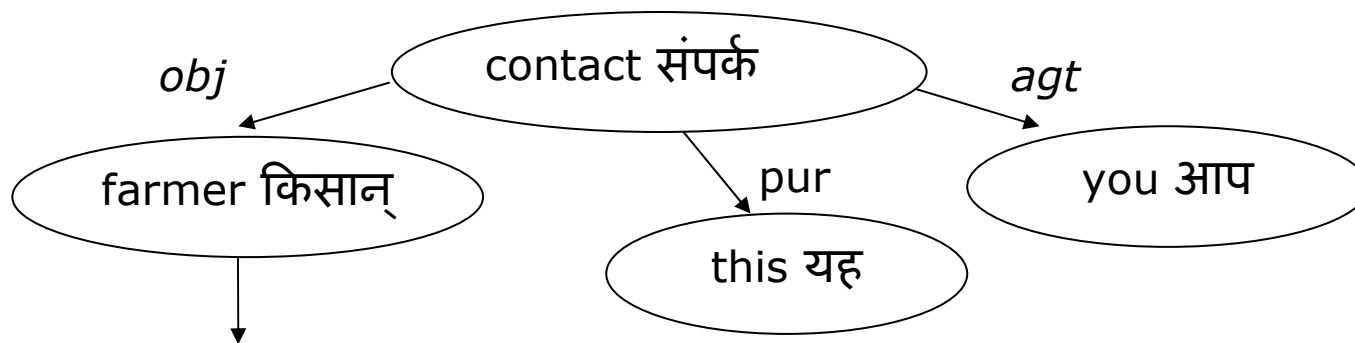 contact संपर्क
obj
agt
farmer किसान्
pur
you आप
this यह